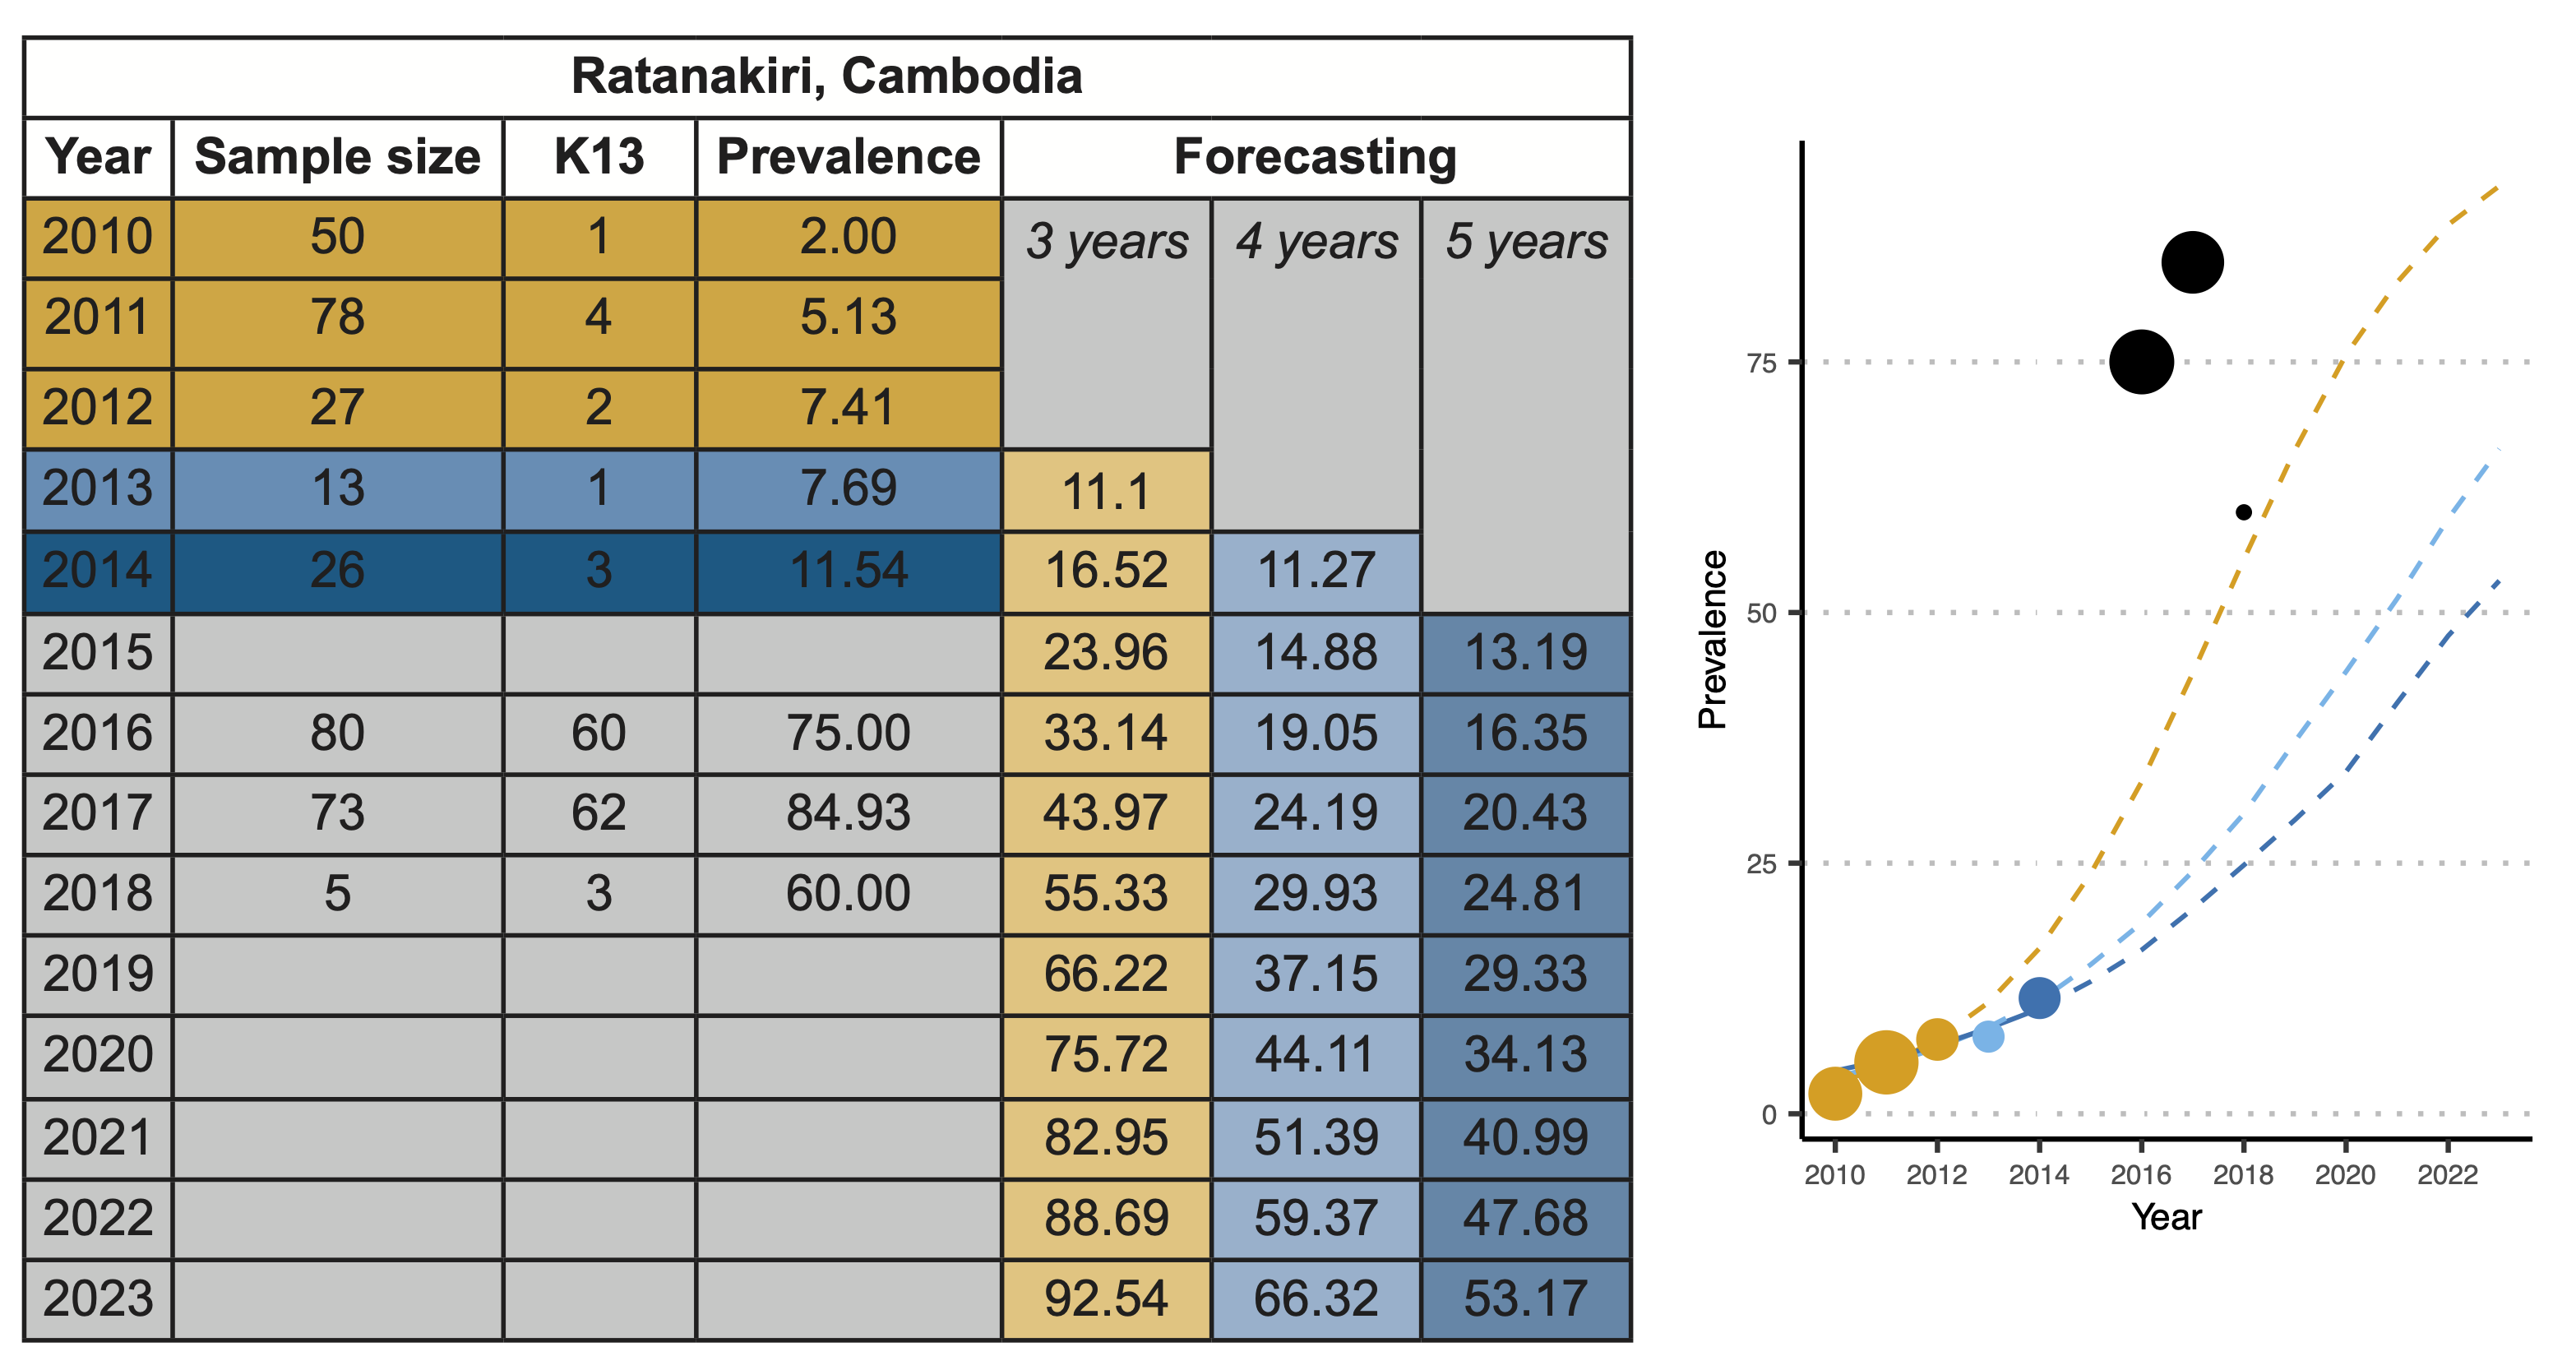 Ratanakiri, Cambodia
Year Sample size K13 Prevalence Forecasting
2010 50 1 2.00 3 years 4 years 5 years
2011 78 4 5.13
2012 27 2 7.41
2013 13 1 7.69 11.1
2014 26 3 11.54 16.52 11.27
2015 23.96 14.88 13.19
2016 80 60 75.00 33.14 19.05 16.35
2017 73 62 84.93 43.97 24.19 20.43
2018 5 3 60.00 55.33 29.93 24.81
2019 66.22 37.15 29.33
2020 75.72 44.11 34.13
2021 82.95 51.39 40.99
2022 88.69 59.37 47.68
2023 92.54 66.32 53.17
Prevalence
75
50
25
0
2010 2012 2014 2016 2018 2020 2022
Year